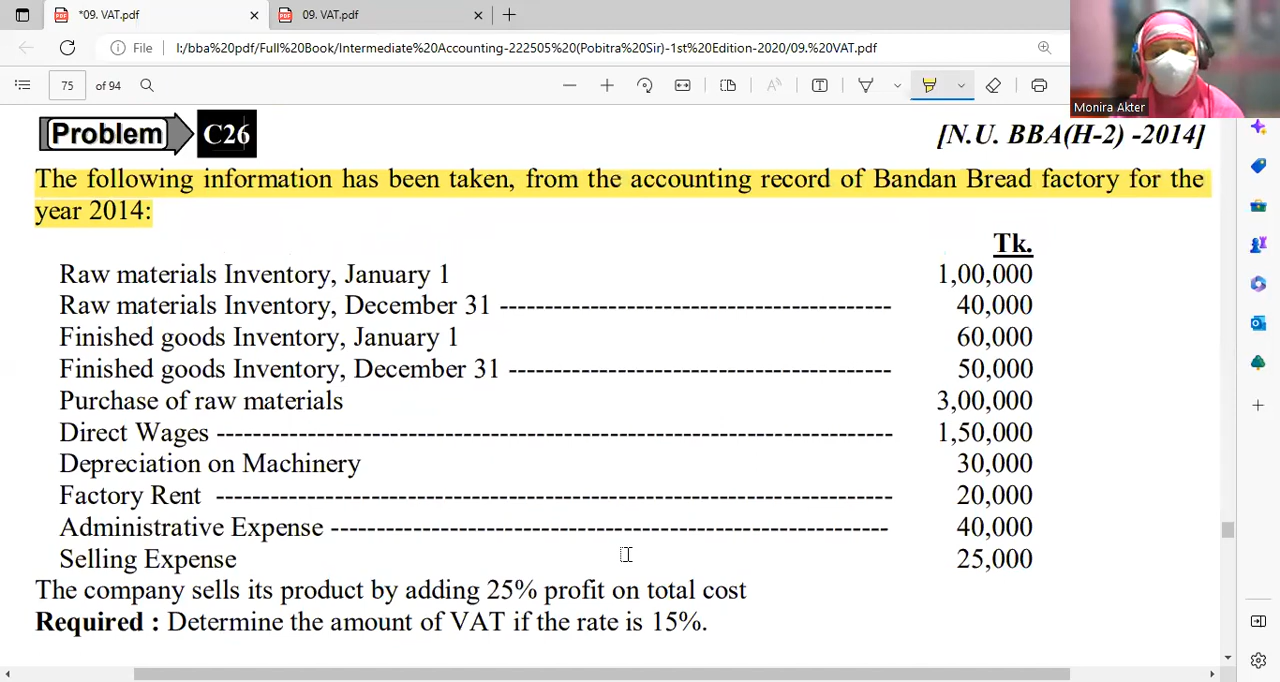 *09. VAT.pdf
09. VAT.pdf
File
I:/bba%20pdf/Full%20Book/Intermediate%20Accounting-222505%20(Pobitra%20Sir)-1st%20Edition-2020/09.%20VAT.pdf
75 of 94
Monira Akter
Problem C26 [N.U. BBA(H-2) -2014]
The following information has been taken, from the accounting record of Bandan Bread factory for the
year 2014:
Tk.
Raw materials Inventory, January 1 1,00,000
Raw materials Inventory, December 31 ------------------------------------------------- 40,000
Finished goods Inventory, January 1 60,000
Finished goods Inventory, December 31 ------------------------------------------------ 50,000
Purchase of raw materials 3,00,000
Direct Wages ------------------------------------------------------------------------------------- 1,50,000
Depreciation on Machinery 30,000
Factory Rent ------------------------------------------------------------------------------------- 20,000
Administrative Expense ---------------------------------------------------------------------- 40,000
Selling Expense 25,000
The company sells its product by adding 25% profit on total cost
Required : Determine the amount of VAT if the rate is 15%.